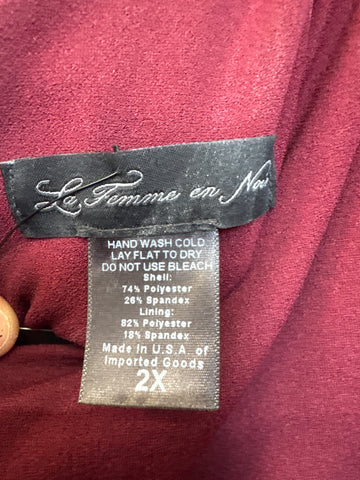 La Femme en Noir
HAND WASH COLD
LAY FLAT TO DRY
DO NOT USE BLEACH
Shell:
74% Polyester
26% Spandex
Lining:
82% Polyester
18% Spandex
Made in U.S.A of
Imported Goods
2X